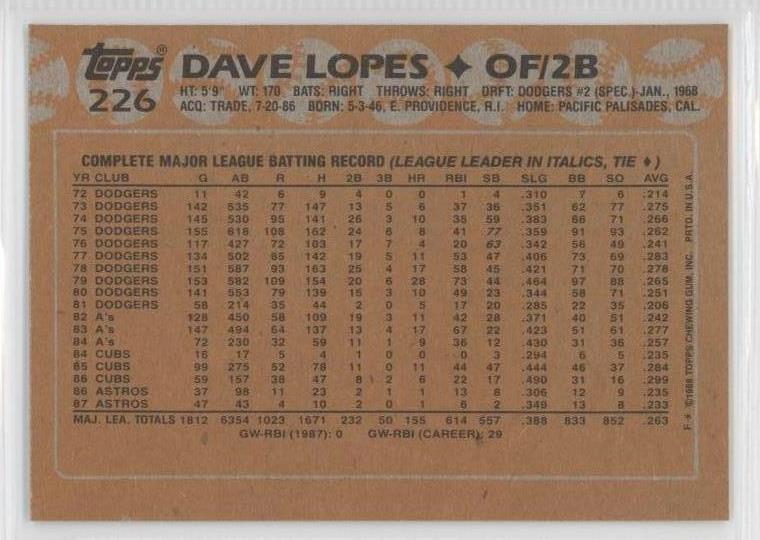 topps® DAVE LOPES ✦ OF/2B
226 HT: 5'9" WT: 170 BATS: RIGHT THROWS: RIGHT DRFT: DODGERS #2 (SPEC.)-JAN., 1968
ACQ: TRADE, 7-20-86 BORN: 5-3-46, E. PROVIDENCE, R.I. HOME: PACIFIC PALISADES, CAL.
COMPLETE MAJOR LEAGUE BATTING RECORD (LEAGUE LEADER IN ITALICS, TIE ♦)
YR CLUB G AB R H 2B 3B HR RBI SB SLG BB SO AVG
72 DODGERS 11 42 6 9 4 0 0 1 4 .310 7 6 .214
73 DODGERS 142 535 77 147 13 5 6 37 36 .351 62 77 .275
74 DODGERS 145 530 95 141 26 3 10 35 59 .383 66 71 .266
75 DODGERS 155 618 108 162 24 6 8 41 77 .359 91 93 .262
76 DODGERS 117 427 72 103 17 7 4 20 63 .342 56 49 .241
77 DODGERS 134 502 85 142 19 5 11 53 47 .406 73 69 .283
78 DODGERS 151 587 93 163 25 4 17 58 45 .421 71 70 .278
79 DODGERS 153 582 109 154 20 6 28 73 44 .464 97 88 .265
80 DODGERS 141 553 79 139 15 3 10 49 23 .344 58 71 .251
81 DODGERS 58 214 35 44 2 0 5 17 20 .285 22 35 .206
82 A's 128 450 58 109 19 3 11 42 28 .371 40 51 .242
83 A's 147 494 64 137 13 4 17 67 22 .423 51 61 .277
84 A's 72 230 32 59 11 1 9 36 12 .430 31 36 .257
84 CUBS 16 17 5 4 1 0 0 0 3 .294 6 5 .235
85 CUBS 99 275 52 78 11 0 11 44 47 .444 46 37 .284
86 CUBS 59 157 38 47 8 2 6 22 17 .490 31 16 .299
86 ASTROS 37 98 11 23 2 1 1 13 8 .306 12 9 .235
87 ASTROS 47 43 4 10 2 0 1 6 2 .349 13 8 .233
MAJ. LEA. TOTALS 1812 6354 1023 1671 232 50 155 614 557 .388 833 852 .263
GW-RBI (1987): 0 GW-RBI (CAREER): 29
F-* ©1988 TOPPS CHEWING GUM, INC. PRTD. IN U.S.A.